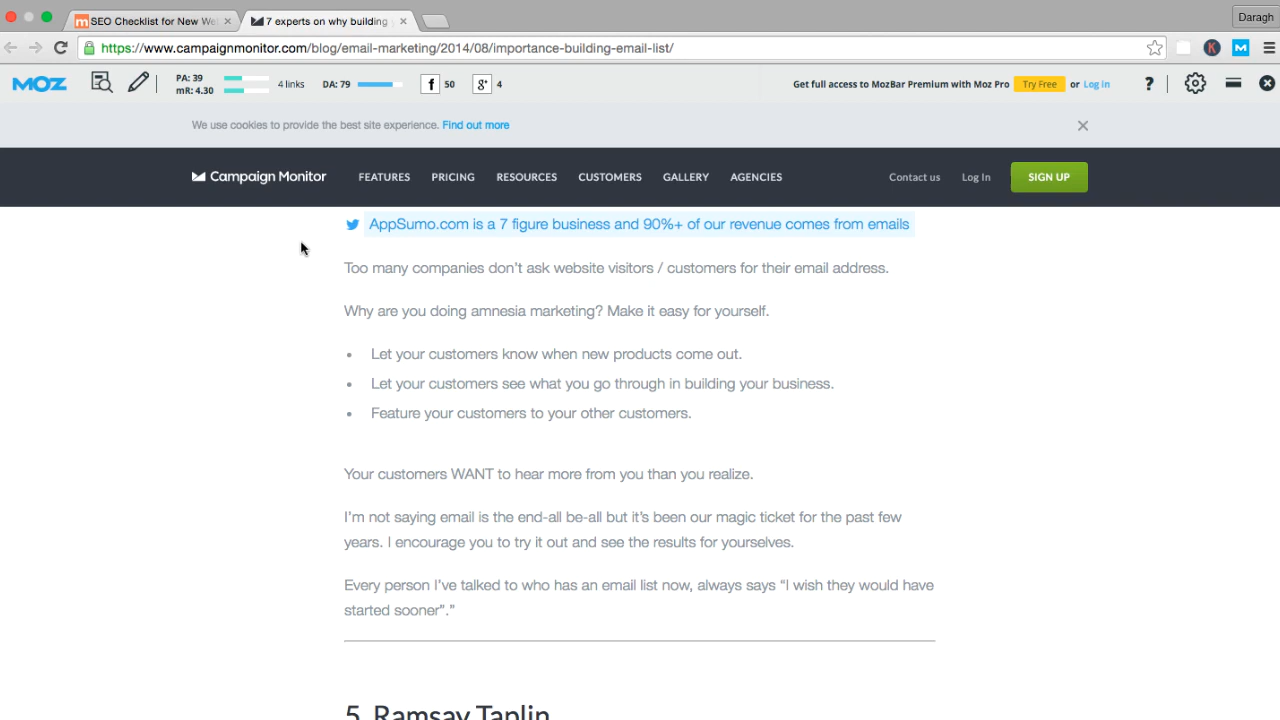 SEO Checklist for New We
7 experts on why building
Daragh
https://www.campaignmonitor.com/blog/email-marketing/2014/08/importance-building-email-list/
K
M
MOZ
PA: 39
mR: 4.30
4 links
DA: 79
f 50
g+ 4
Get full access to MozBar Premium with Moz Pro Try Free or Log in
?
We use cookies to provide the best site experience. Find out more
Campaign Monitor
FEATURES PRICING RESOURCES CUSTOMERS GALLERY AGENCIES
Contact us Log In SIGN UP
AppSumo.com is a 7 figure business and 90%+ of our revenue comes from emails
Too many companies don't ask website visitors / customers for their email address.
Why are you doing amnesia marketing? Make it easy for yourself.
• Let your customers know when new products come out.
• Let your customers see what you go through in building your business.
• Feature your customers to your other customers.
Your customers WANT to hear more from you than you realize.
I'm not saying email is the end-all be-all but it's been our magic ticket for the past few
years. I encourage you to try it out and see the results for yourselves.
Every person I've talked to who has an email list now, always says “I wish they would have
started sooner”.”
5. Ramsay Taplin